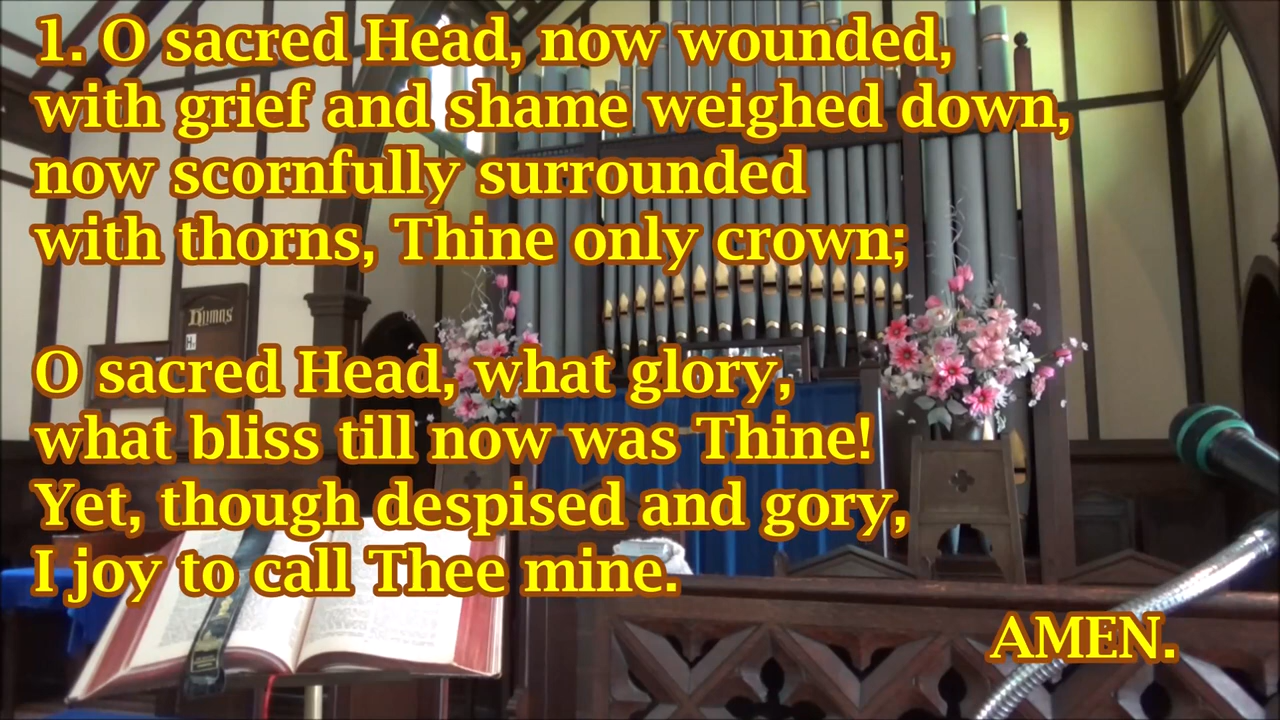 1. O sacred Head, now wounded,
with grief and shame weighed down,
now scornfully surrounded
with thorns, Thine only crown;
Hymns
O sacred Head, what glory,
what bliss till now was Thine!
Yet, though despised and gory,
I joy to call Thee mine.
AMEN.